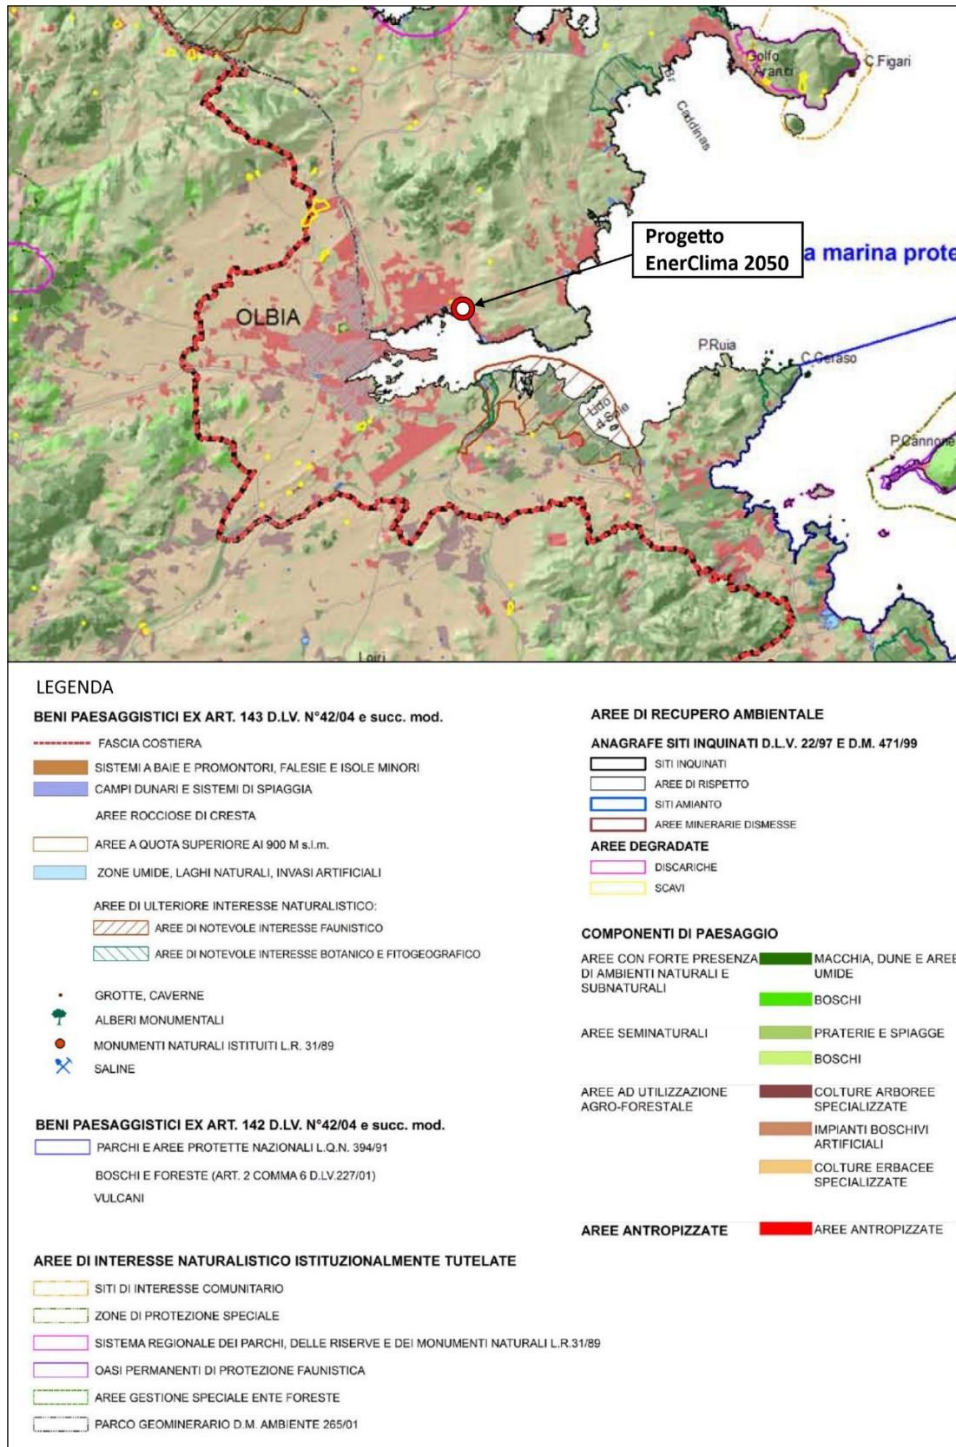 Golfo
Aranci
C.Figari
Caddinas
Progetto
EnerClima 2050
a marina prote
OLBIA
P.Ruia
C.Ceraso
Lido
d Sole
P.Cannone
Loiri
LEGENDA
BENI PAESAGGISTICI EX ART. 143 D.LV. N°42/04 e succ. mod.
FASCIA COSTIERA
SISTEMI A BAIE E PROMONTORI, FALESIE E ISOLE MINORI
CAMPI DUNARI E SISTEMI DI SPIAGGIA
AREE ROCCIOSE DI CRESTA
AREE A QUOTA SUPERIORE AI 900 M s.l.m.
ZONE UMIDE, LAGHI NATURALI, INVASI ARTIFICIALI
AREE DI ULTERIORE INTERESSE NATURALISTICO:
AREE DI NOTEVOLE INTERESSE FAUNISTICO
AREE DI NOTEVOLE INTERESSE BOTANICO E FITOGEOGRAFICO
GROTTE, CAVERNE
ALBERI MONUMENTALI
MONUMENTI NATURALI ISTITUITI L.R. 31/89
SALINE
BENI PAESAGGISTICI EX ART. 142 D.LV. N°42/04 e succ. mod.
PARCHI E AREE PROTETTE NAZIONALI L.Q.N. 394/91
BOSCHI E FORESTE (ART. 2 COMMA 6 D.LV.227/01)
VULCANI
AREE DI INTERESSE NATURALISTICO ISTITUZIONALMENTE TUTELATE
SITI DI INTERESSE COMUNITARIO
ZONE DI PROTEZIONE SPECIALE
SISTEMA REGIONALE DEI PARCHI, DELLE RISERVE E DEI MONUMENTI NATURALI L.R.31/89
OASI PERMANENTI DI PROTEZIONE FAUNISTICA
AREE GESTIONE SPECIALE ENTE FORESTE
PARCO GEOMINERARIO D.M. AMBIENTE 265/01
AREE DI RECUPERO AMBIENTALE
ANAGRAFE SITI INQUINATI D.L.V. 22/97 E D.M. 471/99
SITI INQUINATI
AREE DI RISPETTO
SITI AMIANTO
AREE MINERARIE DISMESSE
AREE DEGRADATE
DISCARICHE
SCAVI
COMPONENTI DI PAESAGGIO
AREE CON FORTE PRESENZA
DI AMBIENTI NATURALI E
SUBNATURALI
MACCHIA, DUNE E AREE
UMIDE
BOSCHI
AREE SEMINATURALI
PRATERIE E SPIAGGE
BOSCHI
AREE AD UTILIZZAZIONE
AGRO-FORESTALE
COLTURE ARBOREE
SPECIALIZZATE
IMPIANTI BOSCHIVI
ARTIFICIALI
COLTURE ERBACEE
SPECIALIZZATE
AREE ANTROPIZZATE
AREE ANTROPIZZATE